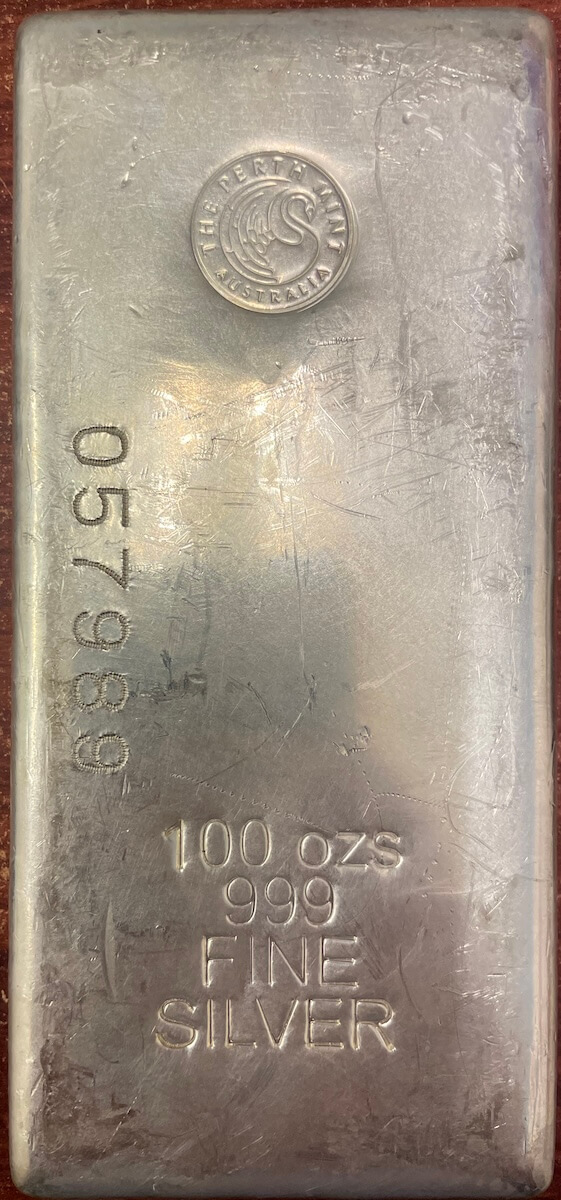 THE PERTH MINT
AUSTRALIA
057989
100 ozs
999
FINE
SILVER